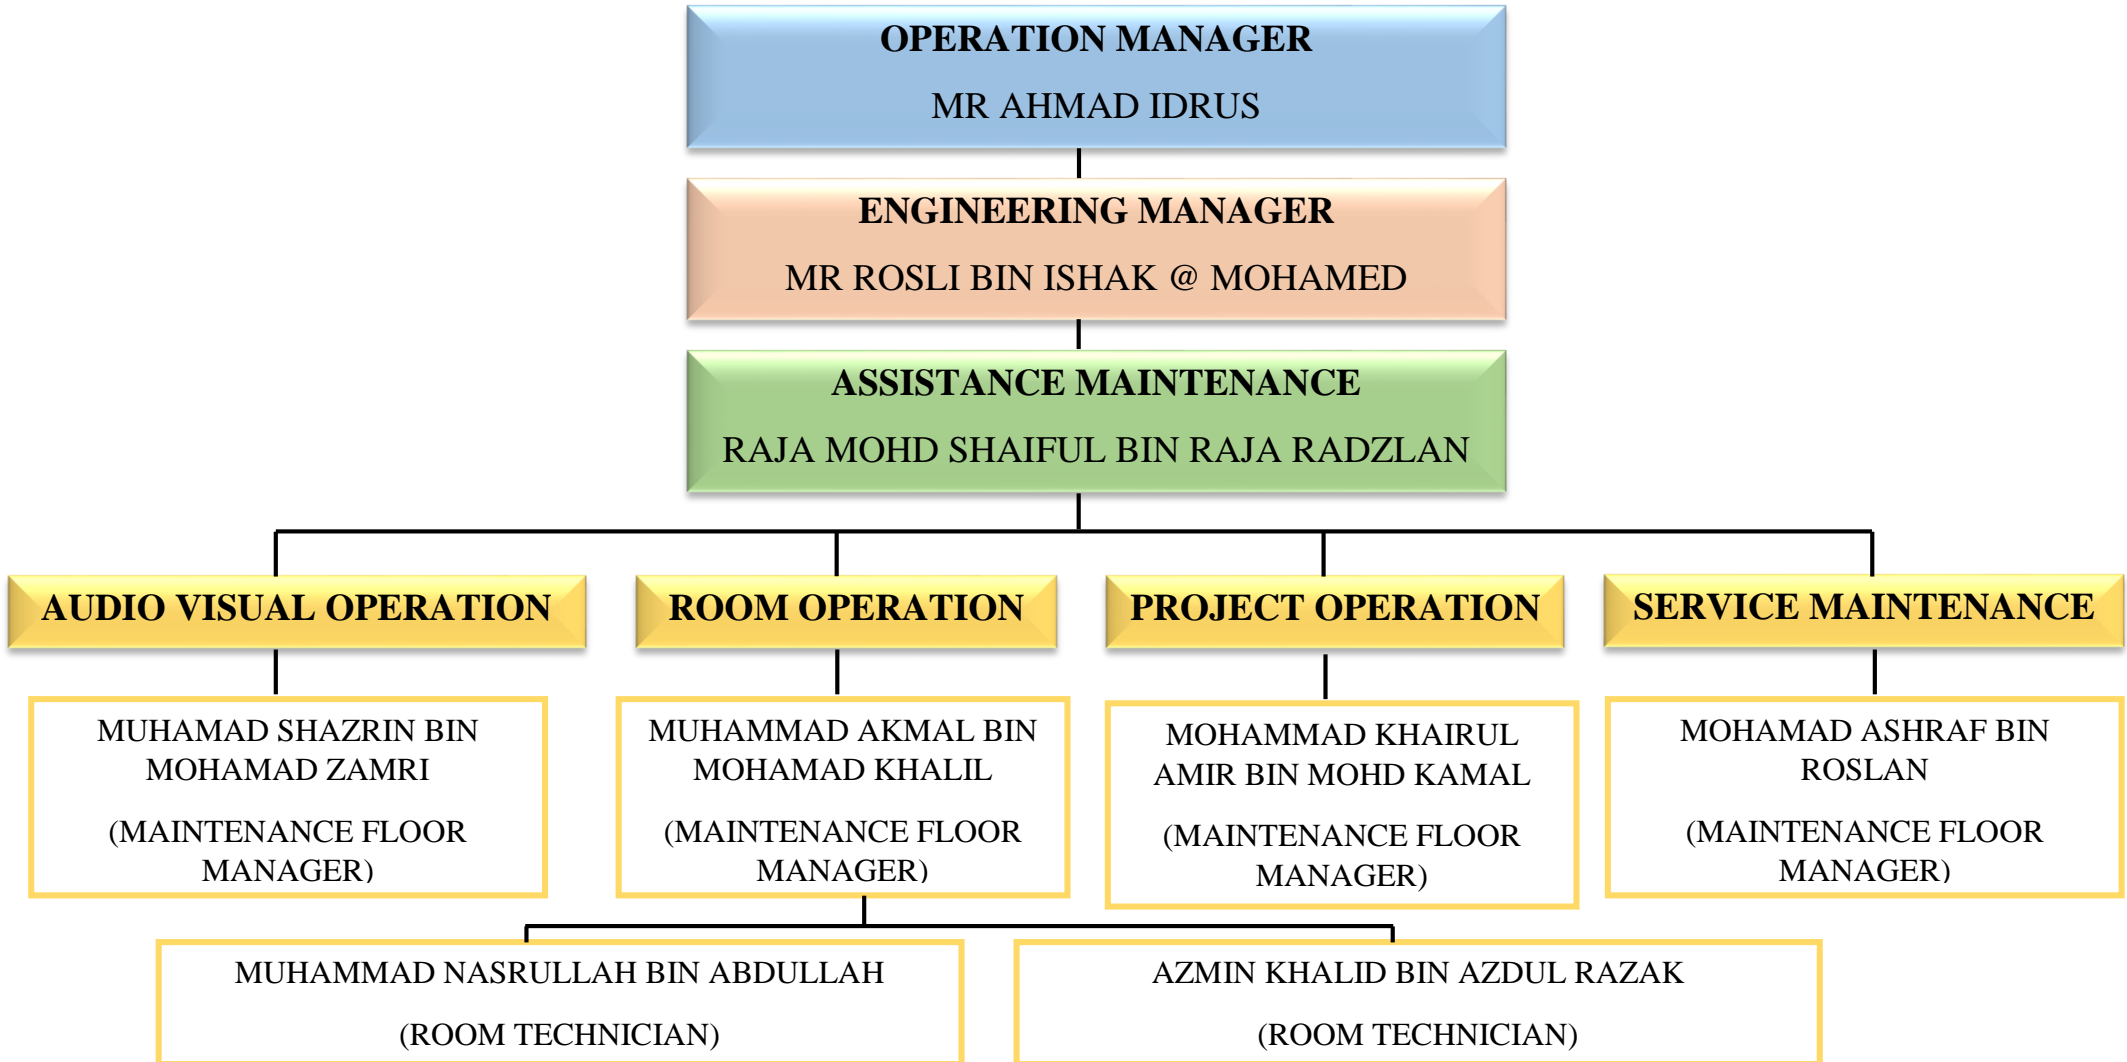 OPERATION MANAGER
MR AHMAD IDRUS
ENGINEERING MANAGER
MR ROSLI BIN ISHAK @ MOHAMED
ASSISTANCE MAINTENANCE
RAJA MOHD SHAIFUL BIN RAJA RADZLAN
AUDIO VISUAL OPERATION
ROOM OPERATION
PROJECT OPERATION
SERVICE MAINTENANCE
MUHAMAD SHAZRIN BIN
MOHAMAD ZAMRI
(MAINTENANCE FLOOR
MANAGER)
MUHAMMAD AKMAL BIN
MOHAMAD KHALIL
(MAINTENANCE FLOOR
MANAGER)
MOHAMMAD KHAIRUL
AMIR BIN MOHD KAMAL
(MAINTENANCE FLOOR
MANAGER)
MOHAMAD ASHRAF BIN
ROSLAN
(MAINTENANCE FLOOR
MANAGER)
MUHAMMAD NASRULLAH BIN ABDULLAH
(ROOM TECHNICIAN)
AZMIN KHALID BIN AZDUL RAZAK
(ROOM TECHNICIAN)